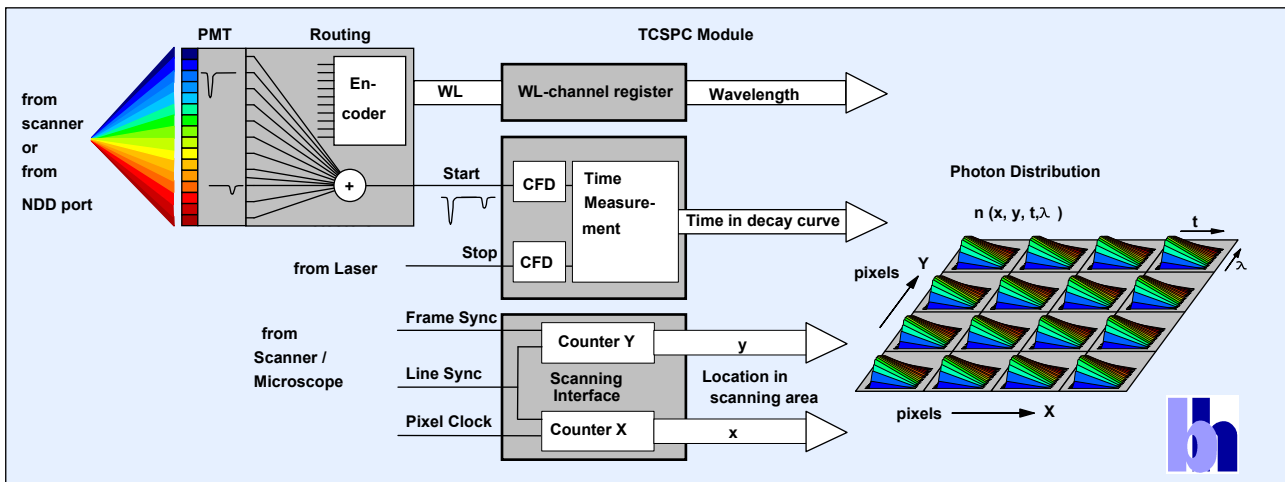 PMT
Routing
TCSPC Module
from
scanner
or
from
NDD port
En-
coder
WL
WL-channel register
Wavelength
+
Start
CFD
Time
Measure-
ment
Time in decay curve
from Laser
Stop
CFD
from
Scanner /
Microscope
Frame Sync
Line Sync
Pixel Clock
Counter Y
Scanning
Interface
Counter X
y
Location in
scanning area
x
Photon Distribution
n (x, y, t,λ )
t
λ
Y
pixels
pixels
X
bh